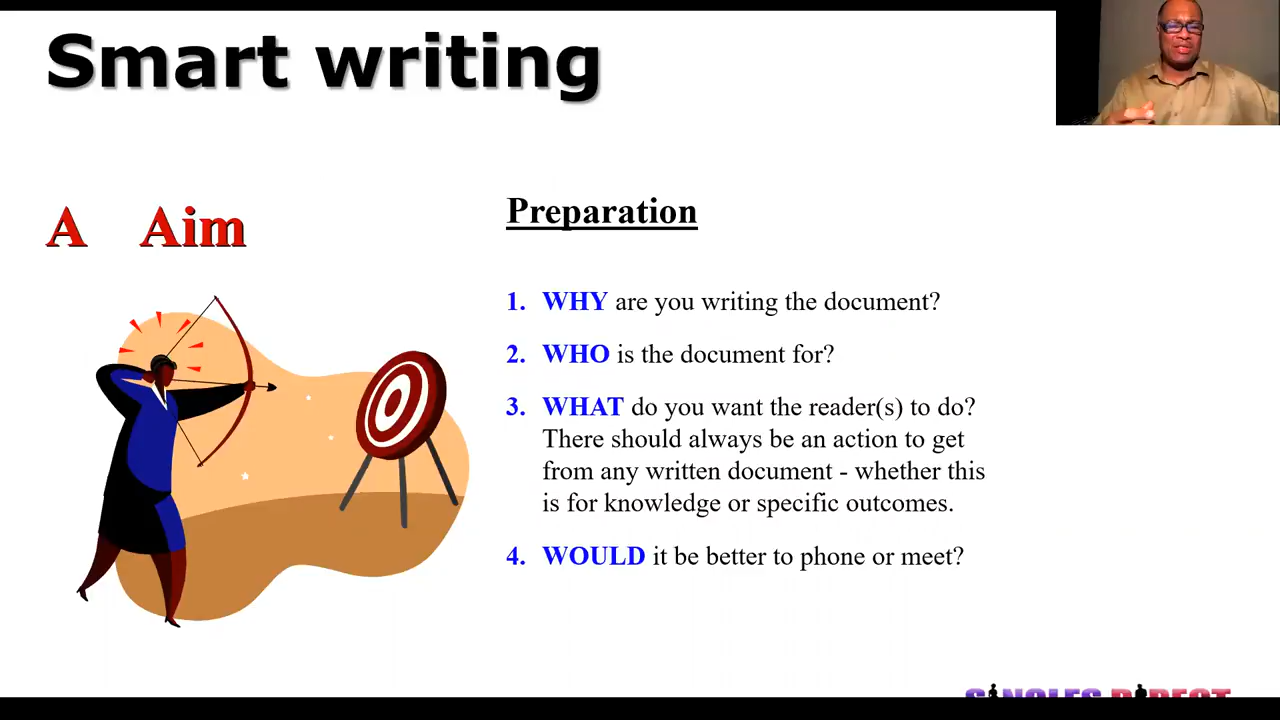 Smart writing
A Aim
Preparation
1. WHY are you writing the document?
2. WHO is the document for?
3. WHAT do you want the reader(s) to do?
There should always be an action to get
from any written document - whether this
is for knowledge or specific outcomes.
4. WOULD it be better to phone or meet?
SINGLES DIRECT